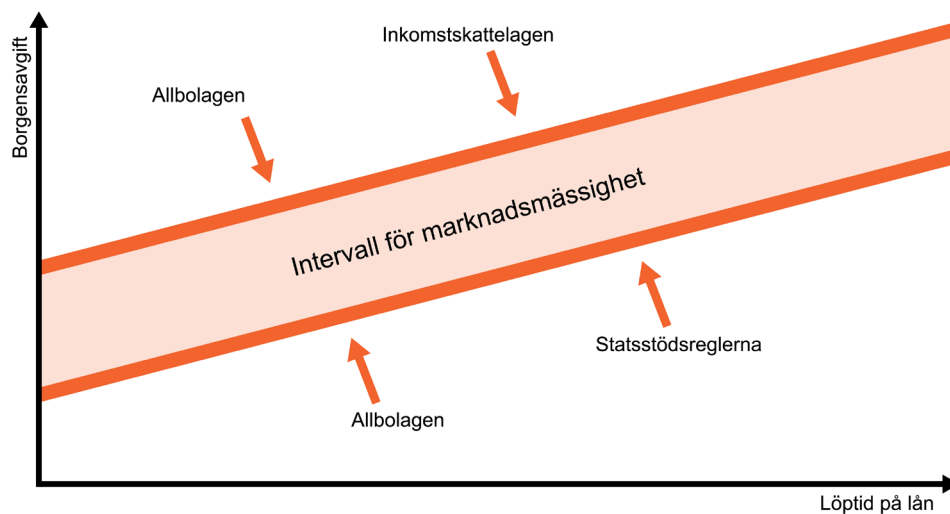 Inkomstskattelagen
Allbolagen
Borgensavgift
Intervall för marknadsmässighet
Statsstödsreglerna
Allbolagen
Löptid på lån